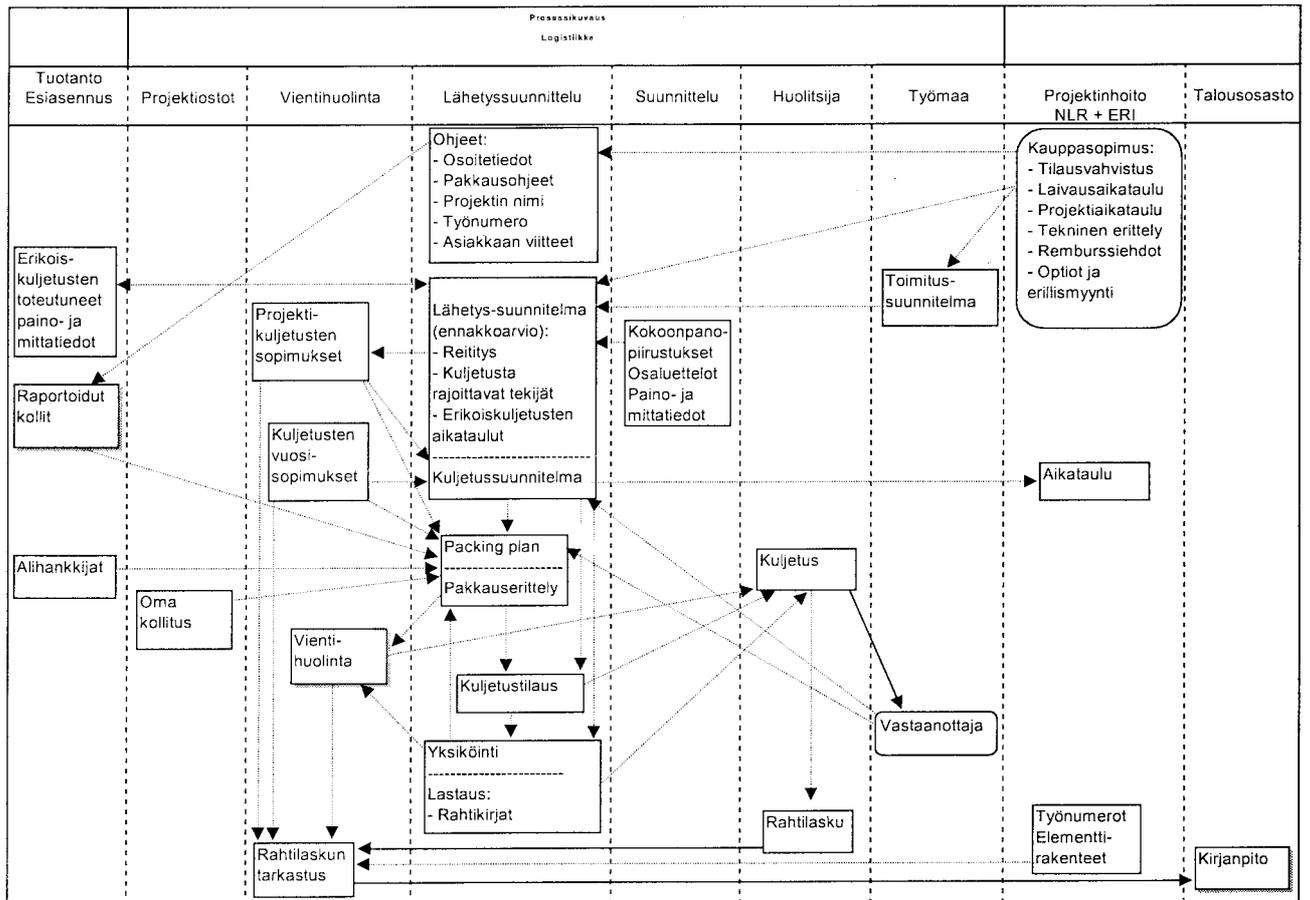 Prosessikuvaus
Logistiikka
Tuotanto
Esiasennus
Projektiostot
Vientihuolinta
Lähetyssuunnittelu
Suunnittelu
Huolitsija
Työmaa
Projektinhoito
NLR + ERI
Talousosasto
Ohjeet:
- Osoitetiedot
- Pakkausohjeet
- Projektin nimi
- Työnumero
- Asiakkaan viitteet
Kauppasopimus:
- Tilausvahvistus
- Laivausaikataulu
- Projektiaikataulu
- Tekninen erittely
- Remburssiehdot
- Optiot ja
erillismyynti
Erikois-
kuljetusten
toteutuneet
paino- ja
mittatiedot
Toimitus-
suunnitelma
Projekti-
kuljetusten
sopimukset
Lähetys-suunnitelma
(ennakkoarvio):
- Reititys
- Kuljetusta
rajoittavat tekijät
- Erikoiskuljetusten
aikataulut
Kuljetussuunnitelma
Kokoonpano-
piirustukset
Osaluettelot
Paino- ja
mittatiedot
Raportoidut
kollit
Kuljetusten
vuosi-
sopimukset
Aikataulu
Packing plan
Pakkauserittely
Kuljetus
Alihankkijat
Oma
kollitus
Vienti-
huolinta
Kuljetustilaus
Vastaanottaja
Yksiköinti
Lastaus:
- Rahtikirjat
Rahtilasku
Työnumerot
Elementti-
rakenteet
Rahtilaskun
tarkastus
Kirjanpito